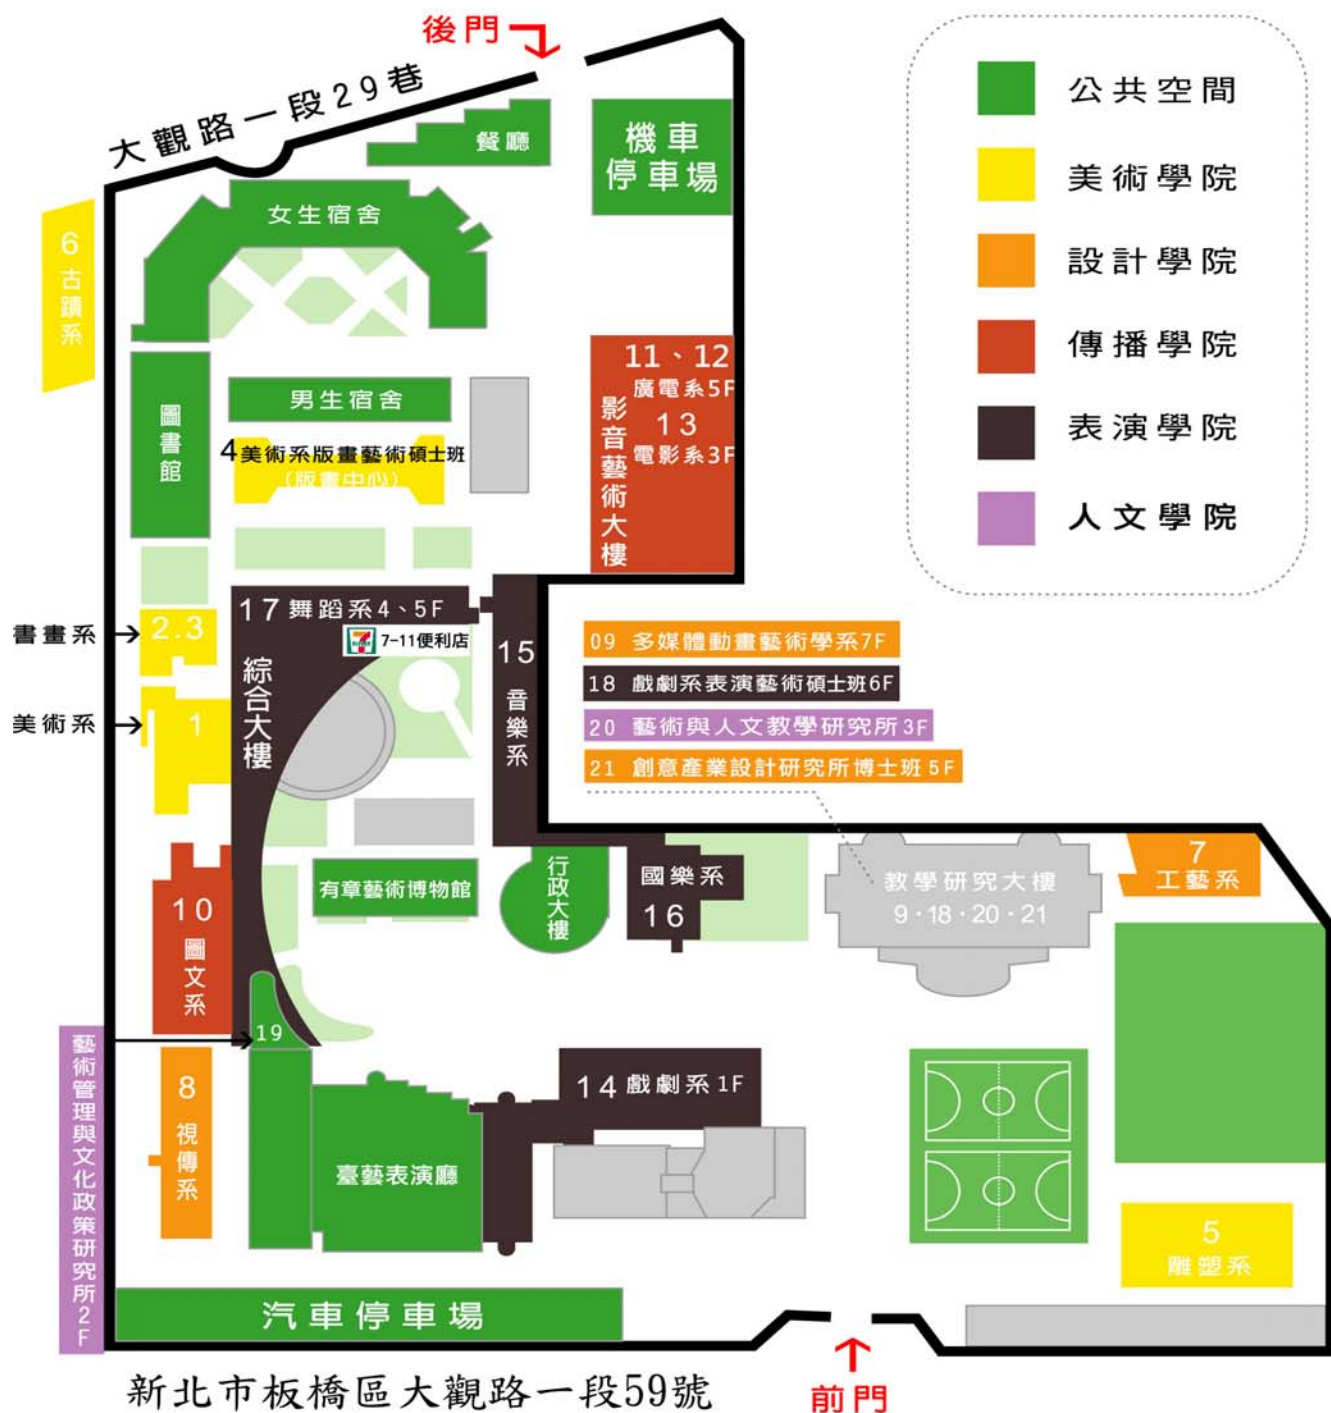 後門
大觀路一段29巷
餐廳
機車
停車場
公共空間
美術學院
設計學院
傳播學院
表演學院
人文學院
女生宿舍
6
古蹟系
圖書館
男生宿舍
4美術系版畫藝術碩士班
(版畫中心)
11、12
廣電系5F
13
電影系3F
影音藝術大樓
書畫系
2.3
美術系
1
17 舞蹈系4、5F
7-11便利店
綜合大樓
15
音樂系
09 多媒體動畫藝術學系7F
18 戲劇系表演藝術碩士班6F
20 藝術與人文教學研究所3F
21 創意產業設計研究所博士班5F
有章藝術博物館
行政大樓
國樂系
16
教學研究大樓
9·18·20·21
7
工藝系
10
圖文系
19
藝術管理與文化政策研究所2F
8
視傳系
臺藝表演廳
14 戲劇系1F
5
雕塑系
汽車停車場
前門
新北市板橋區大觀路一段59號